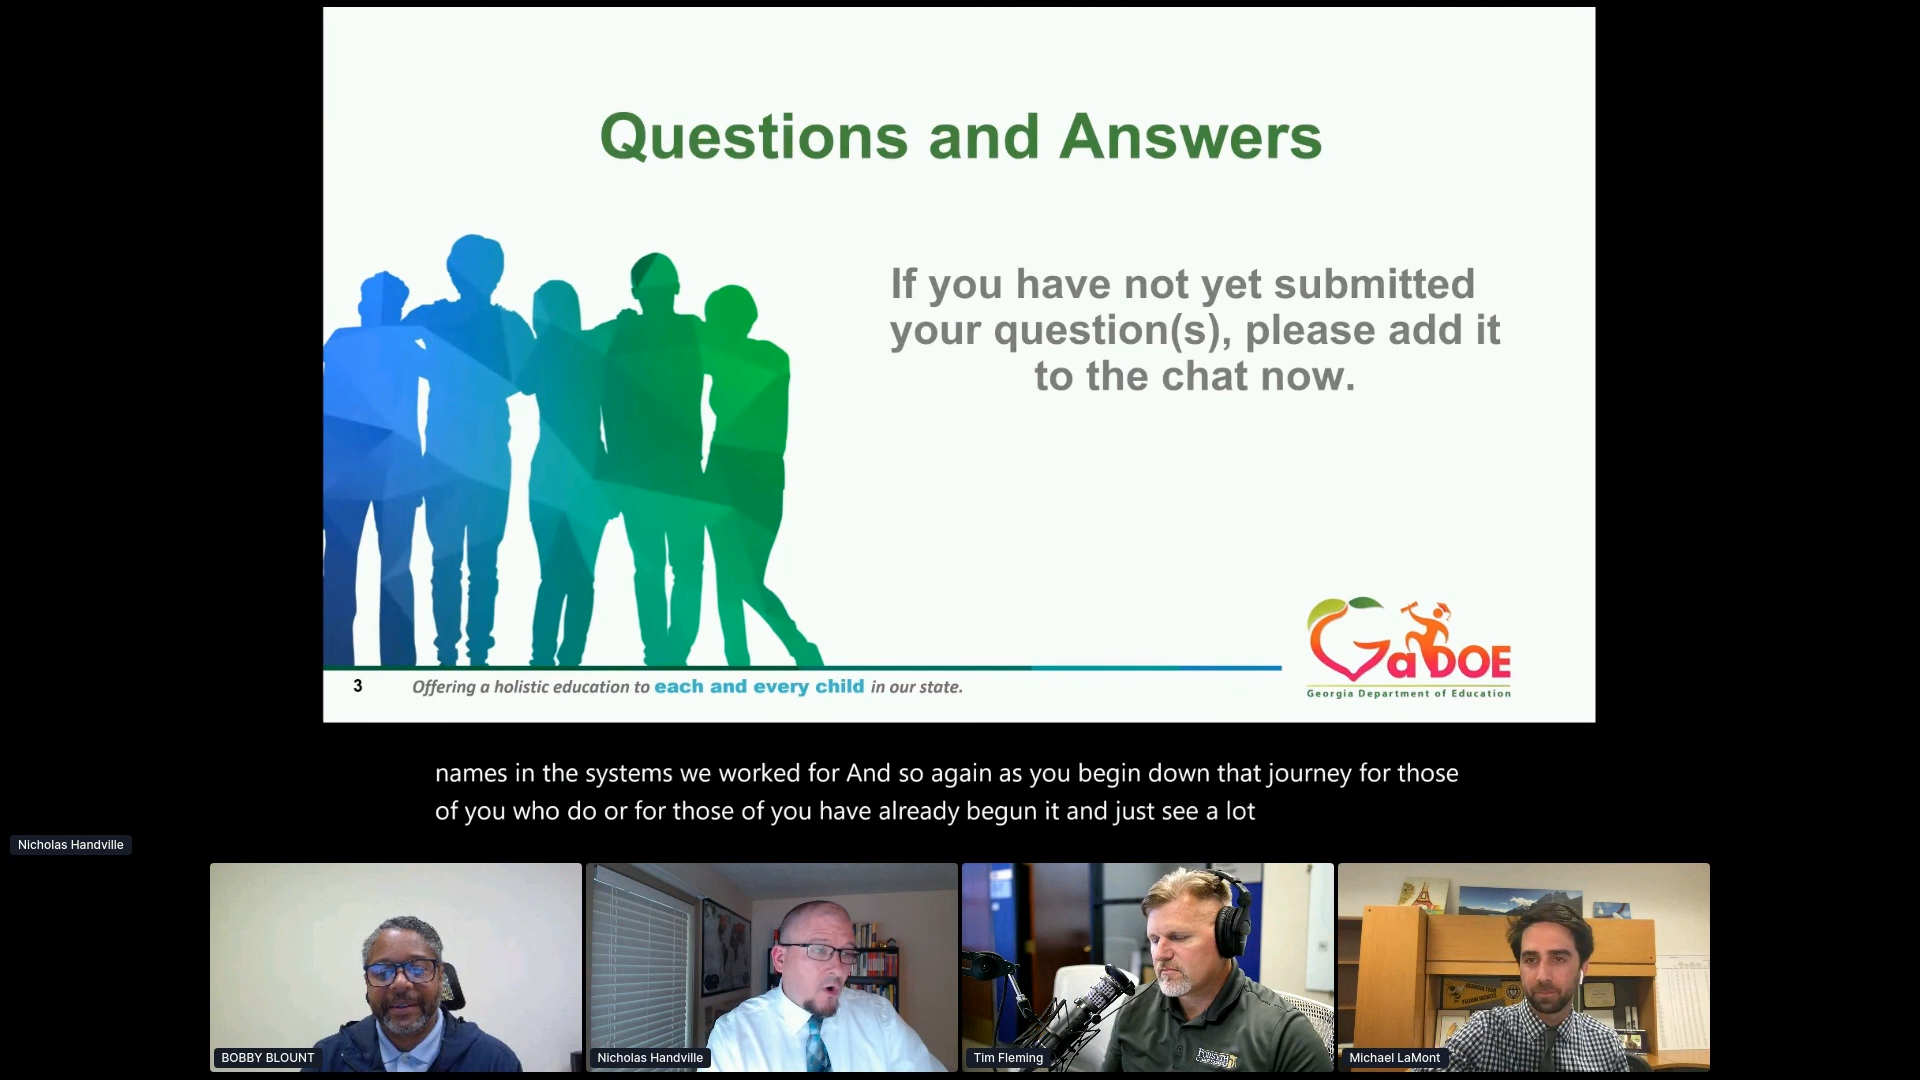 Questions and Answers
If you have not yet submitted
your question(s), please add it
to the chat now.
GaDOE
Georgia Department of Education
3
Offering a holistic education to each and every child in our state.
names in the systems we worked for And so again as you begin down that journey for those
of you who do or for those of you have already begun it and just see a lot
Nicholas Handville
BOBBY BLOUNT
Nicholas Handville
Tim Fleming
Michael LaMont